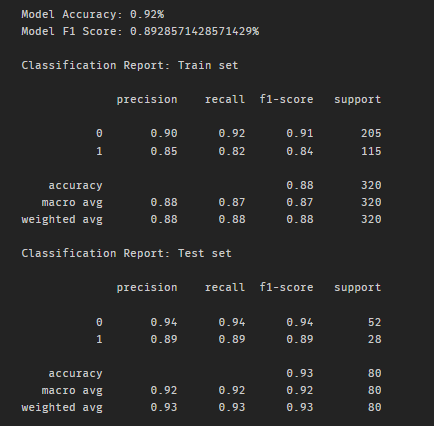 Model Accuracy: 0.92%
Model F1 Score: 0.8928571428571429%
Classification Report: Train set
precision recall f1-score support
0 0.90 0.92 0.91 205
1 0.85 0.82 0.84 115
accuracy 0.88 320
macro avg 0.88 0.87 0.87 320
weighted avg 0.88 0.88 0.88 320
Classification Report: Test set
precision recall f1-score support
0 0.94 0.94 0.94 52
1 0.89 0.89 0.89 28
accuracy 0.93 80
macro avg 0.92 0.92 0.92 80
weighted avg 0.93 0.93 0.93 80